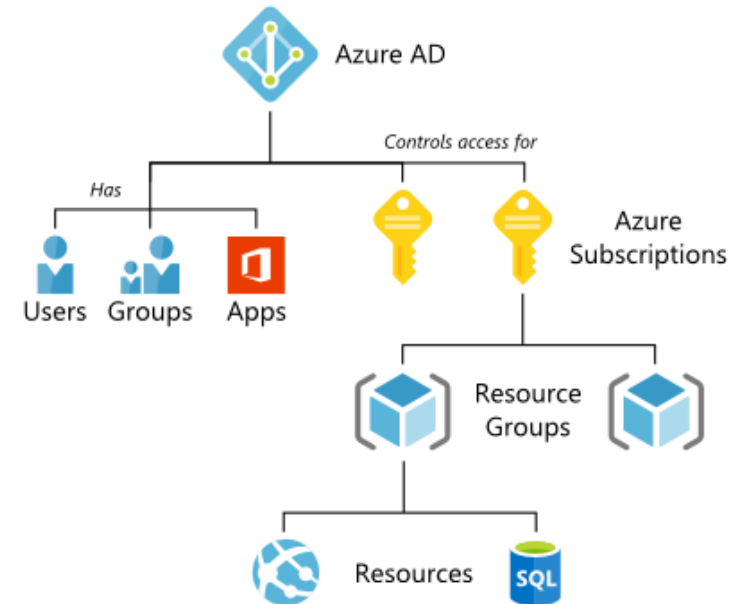 Azure AD
Controls access for
Has
Azure
Subscriptions
Users
Groups
Apps
Resource
Groups
Resources
SQL